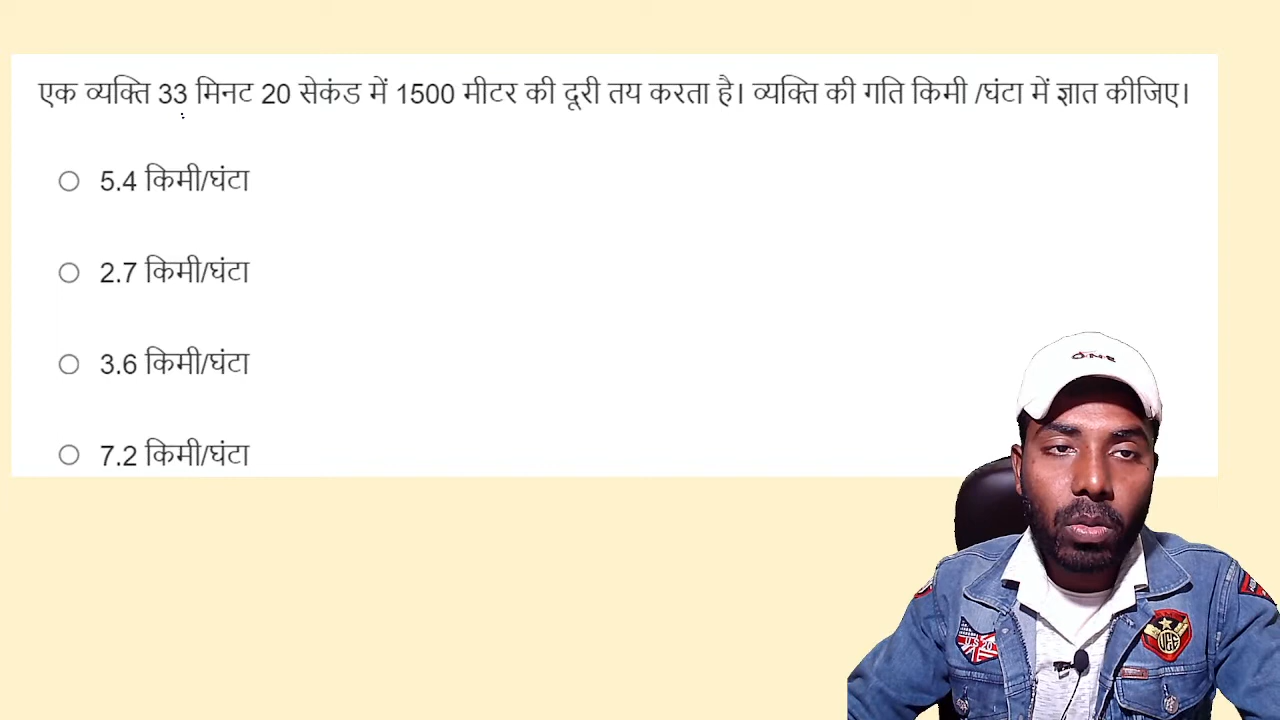 एक व्यक्ति 33 मिनट 20 सेकंड में 1500 मीटर की दूरी तय करता है। व्यक्ति की गति किमी /घंटा में ज्ञात कीजिए।
5.4 किमी/घंटा
2.7 किमी/घंटा
3.6 किमी/घंटा
7.2 किमी/घंटा